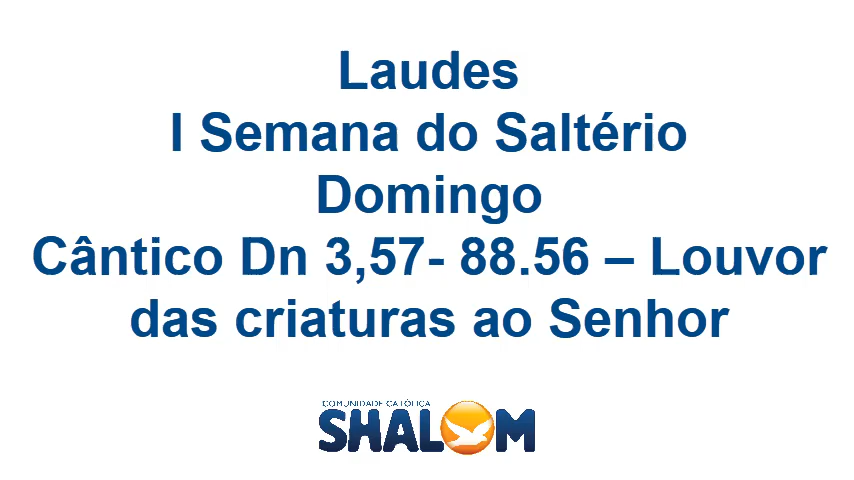 Laudes
I Semana do Saltério
Domingo
Cântico Dn 3,57- 88.56 – Louvor
das criaturas ao Senhor
COMUNIDADE CATÓLICA
SHALOM